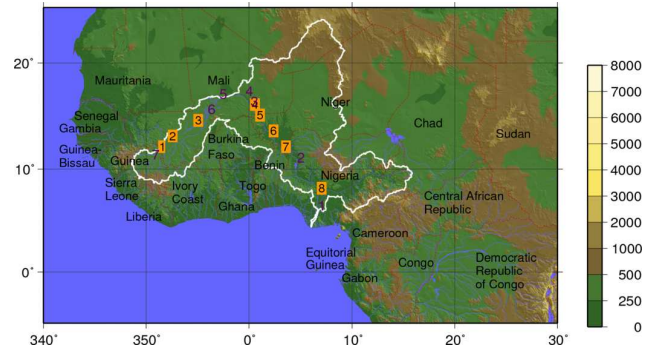 20°
10°
0°
340°
350°
0°
10°
20°
30°
Mauritania
Mali
Niger
Chad
Sudan
Senegal
Gambia
Guinea-
Bissau
Guinea
Sierra
Leone
Liberia
Ivory
Coast
Burkina
Faso
Ghana
Togo
Benin
Nigeria
Cameroon
Central African
Republic
Equitorial
Guinea
Gabon
Congo
Democratic
Republic
of Congo
1
2
3
4
5
6
7
8
7
6
5
4
2
8000
7000
6000
5000
4000
3000
2000
1000
500
250
0